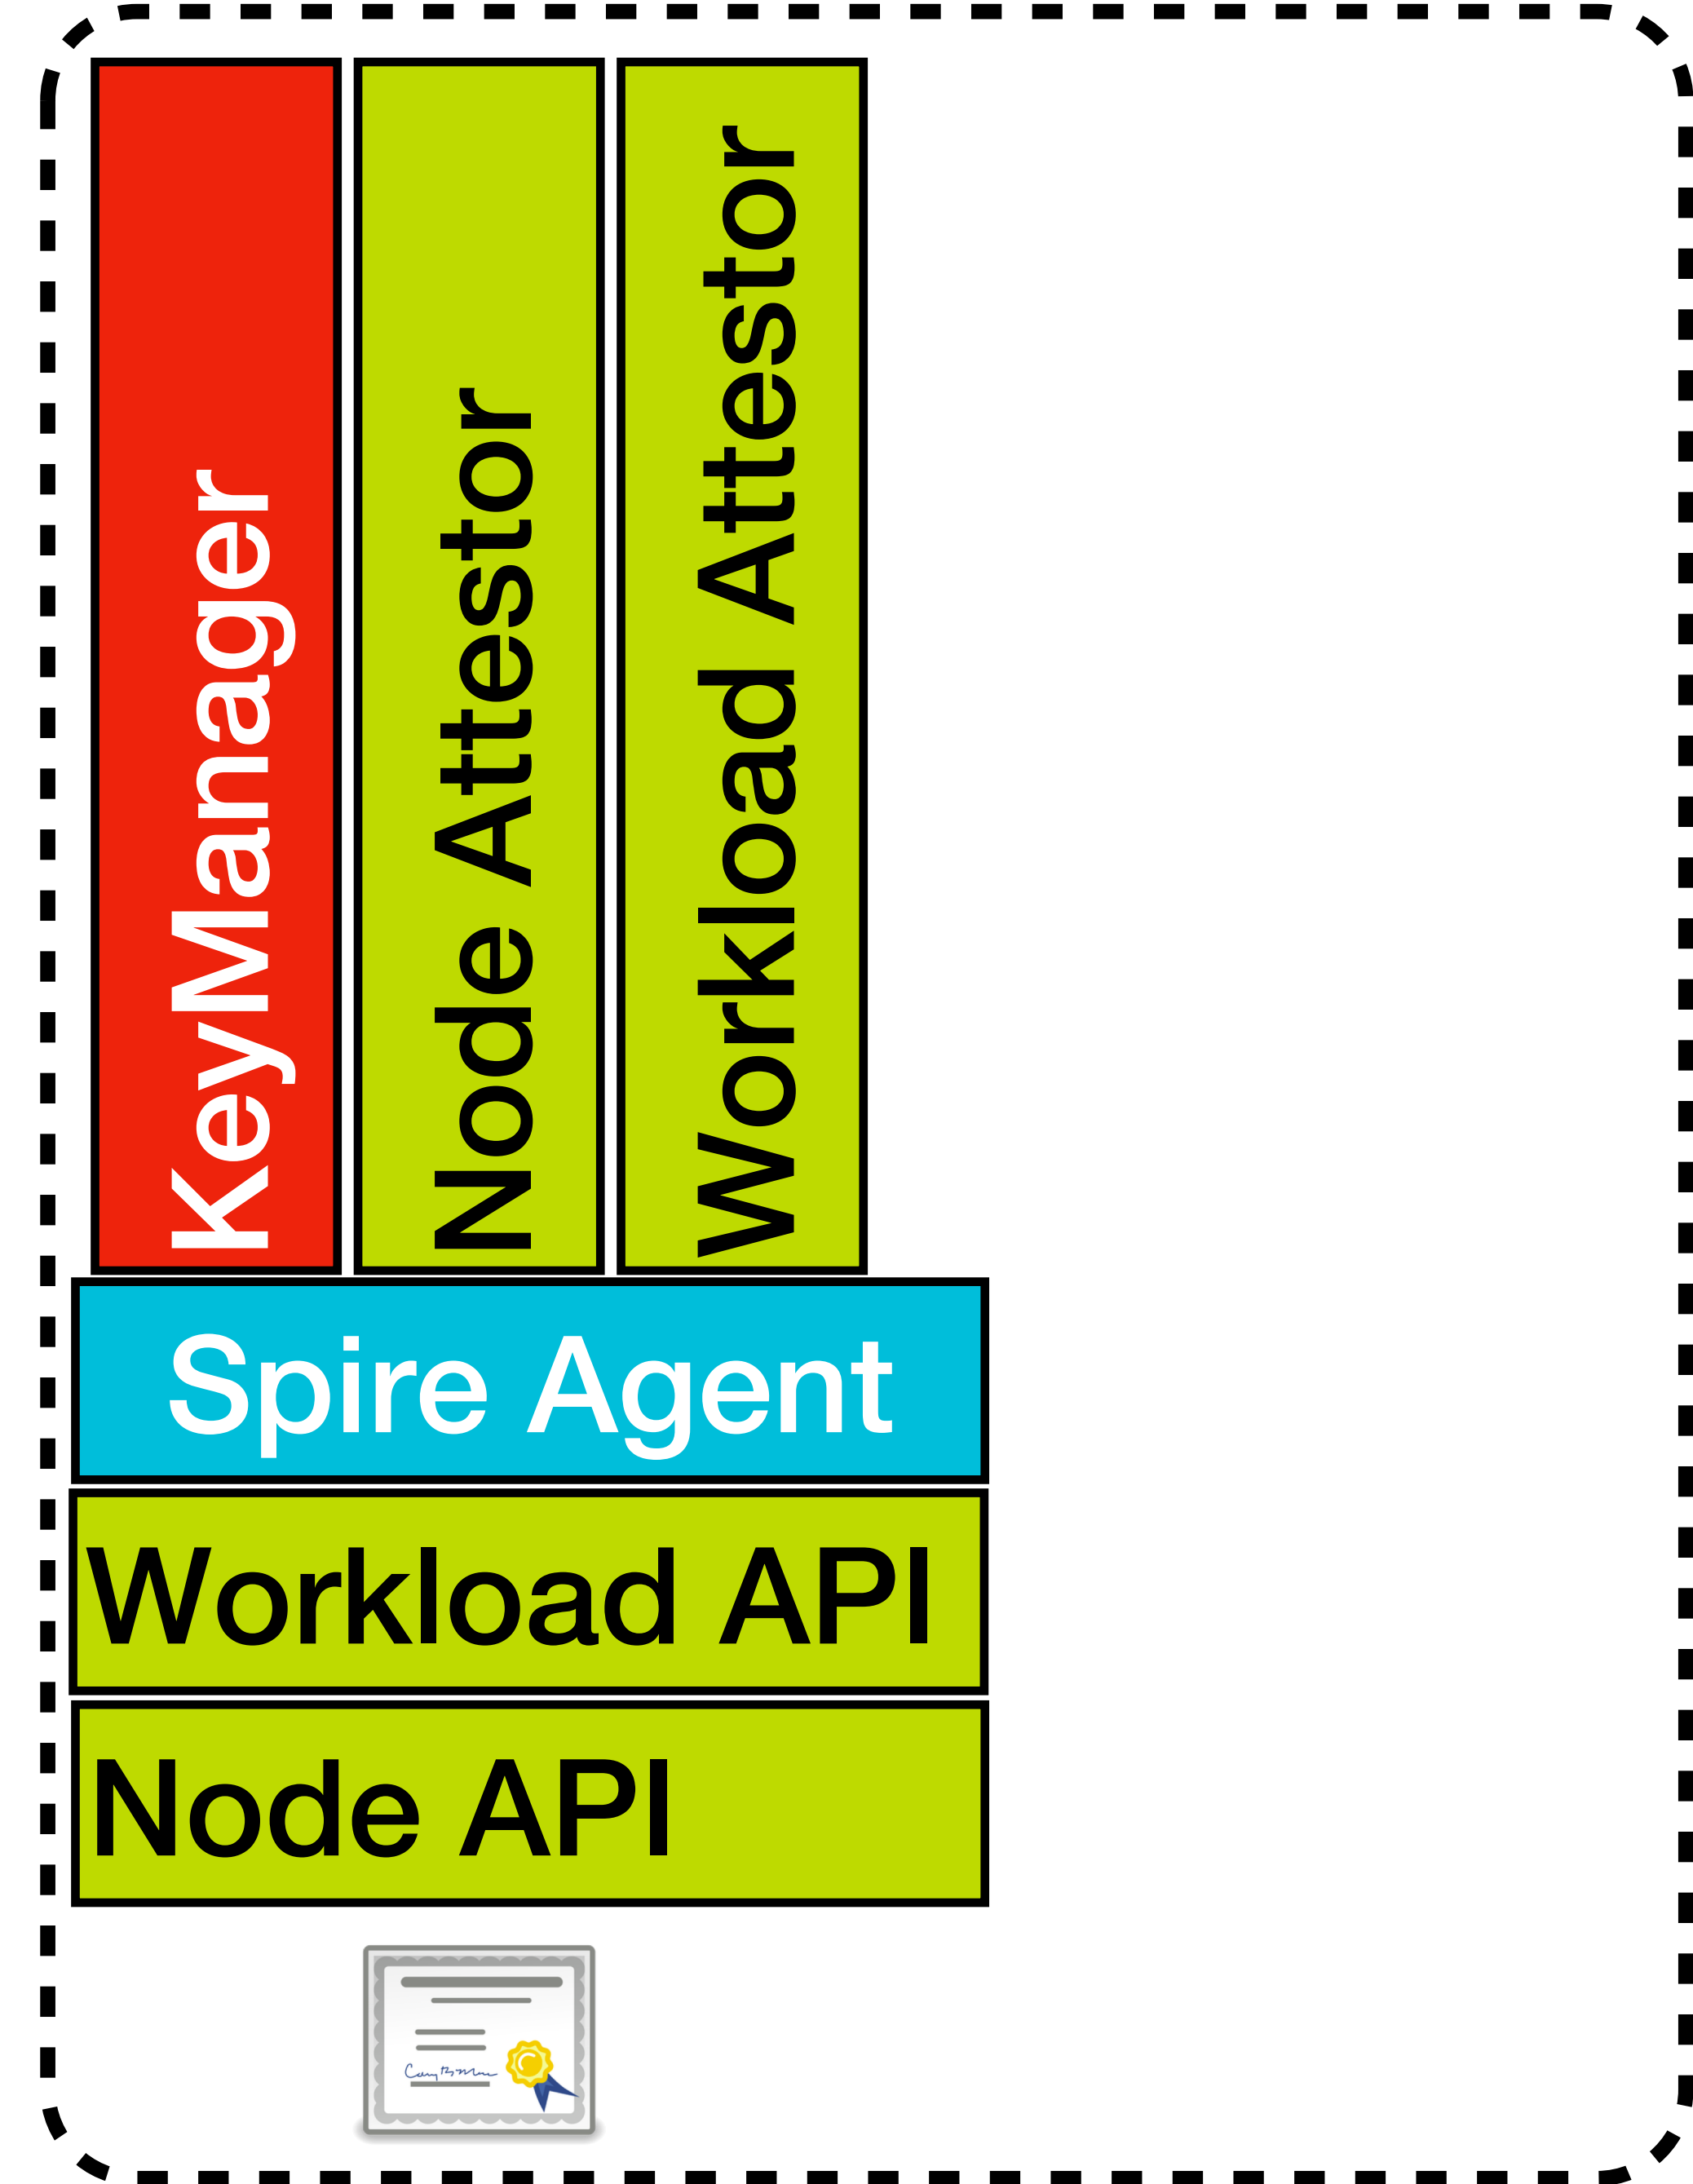 KeyManager
Node Attestor
Workload Attestor
Spire Agent
Workload API
Node API